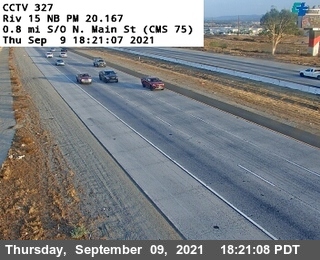 CCTV 327
Riv 15 NB PM 20.167
0.8 mi S/O N. Main St (CMS 75)
Thu Sep 9 18:21:07 2021
Thursday, September 09, 2021 18:21:08 PDT